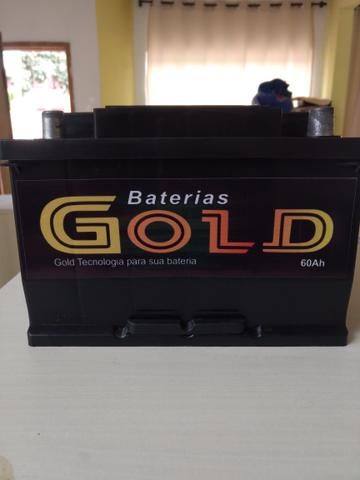 Baterias
GOLD
Gold Tecnologia para sua bateria
60Ah